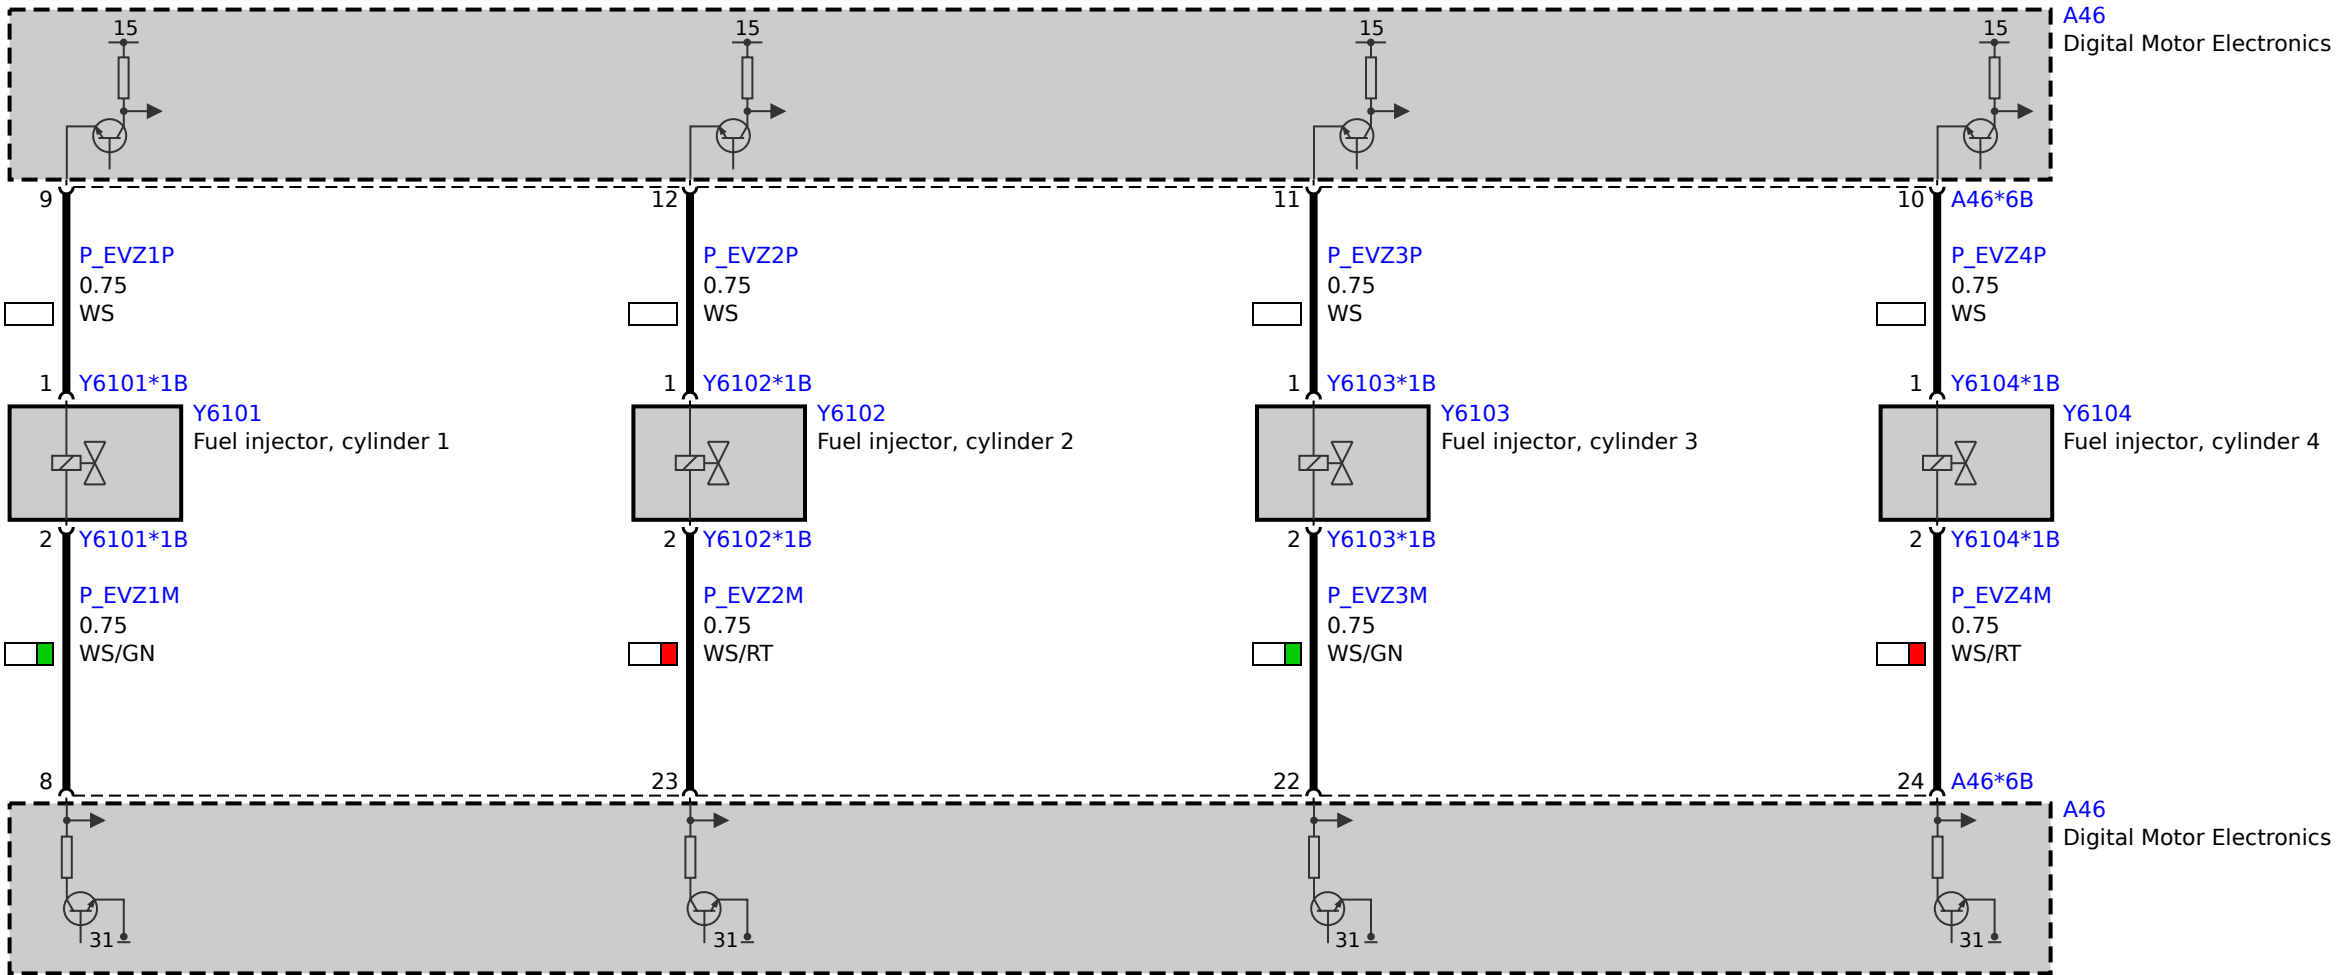 15
15
15
15
A46
Digital Motor Electronics
9
12
11
10
A46*6B
P_EVZ1P
0.75
WS
P_EVZ2P
0.75
WS
P_EVZ3P
0.75
WS
P_EVZ4P
0.75
WS
1
Y6101*1B
1
Y6102*1B
1
Y6103*1B
1
Y6104*1B
Y6101
Fuel injector, cylinder 1
Y6102
Fuel injector, cylinder 2
Y6103
Fuel injector, cylinder 3
Y6104
Fuel injector, cylinder 4
2
Y6101*1B
2
Y6102*1B
2
Y6103*1B
2
Y6104*1B
P_EVZ1M
0.75
WS/GN
P_EVZ2M
0.75
WS/RT
P_EVZ3M
0.75
WS/GN
P_EVZ4M
0.75
WS/RT
8
23
22
24
A46*6B
A46
Digital Motor Electronics
31
31
31
31